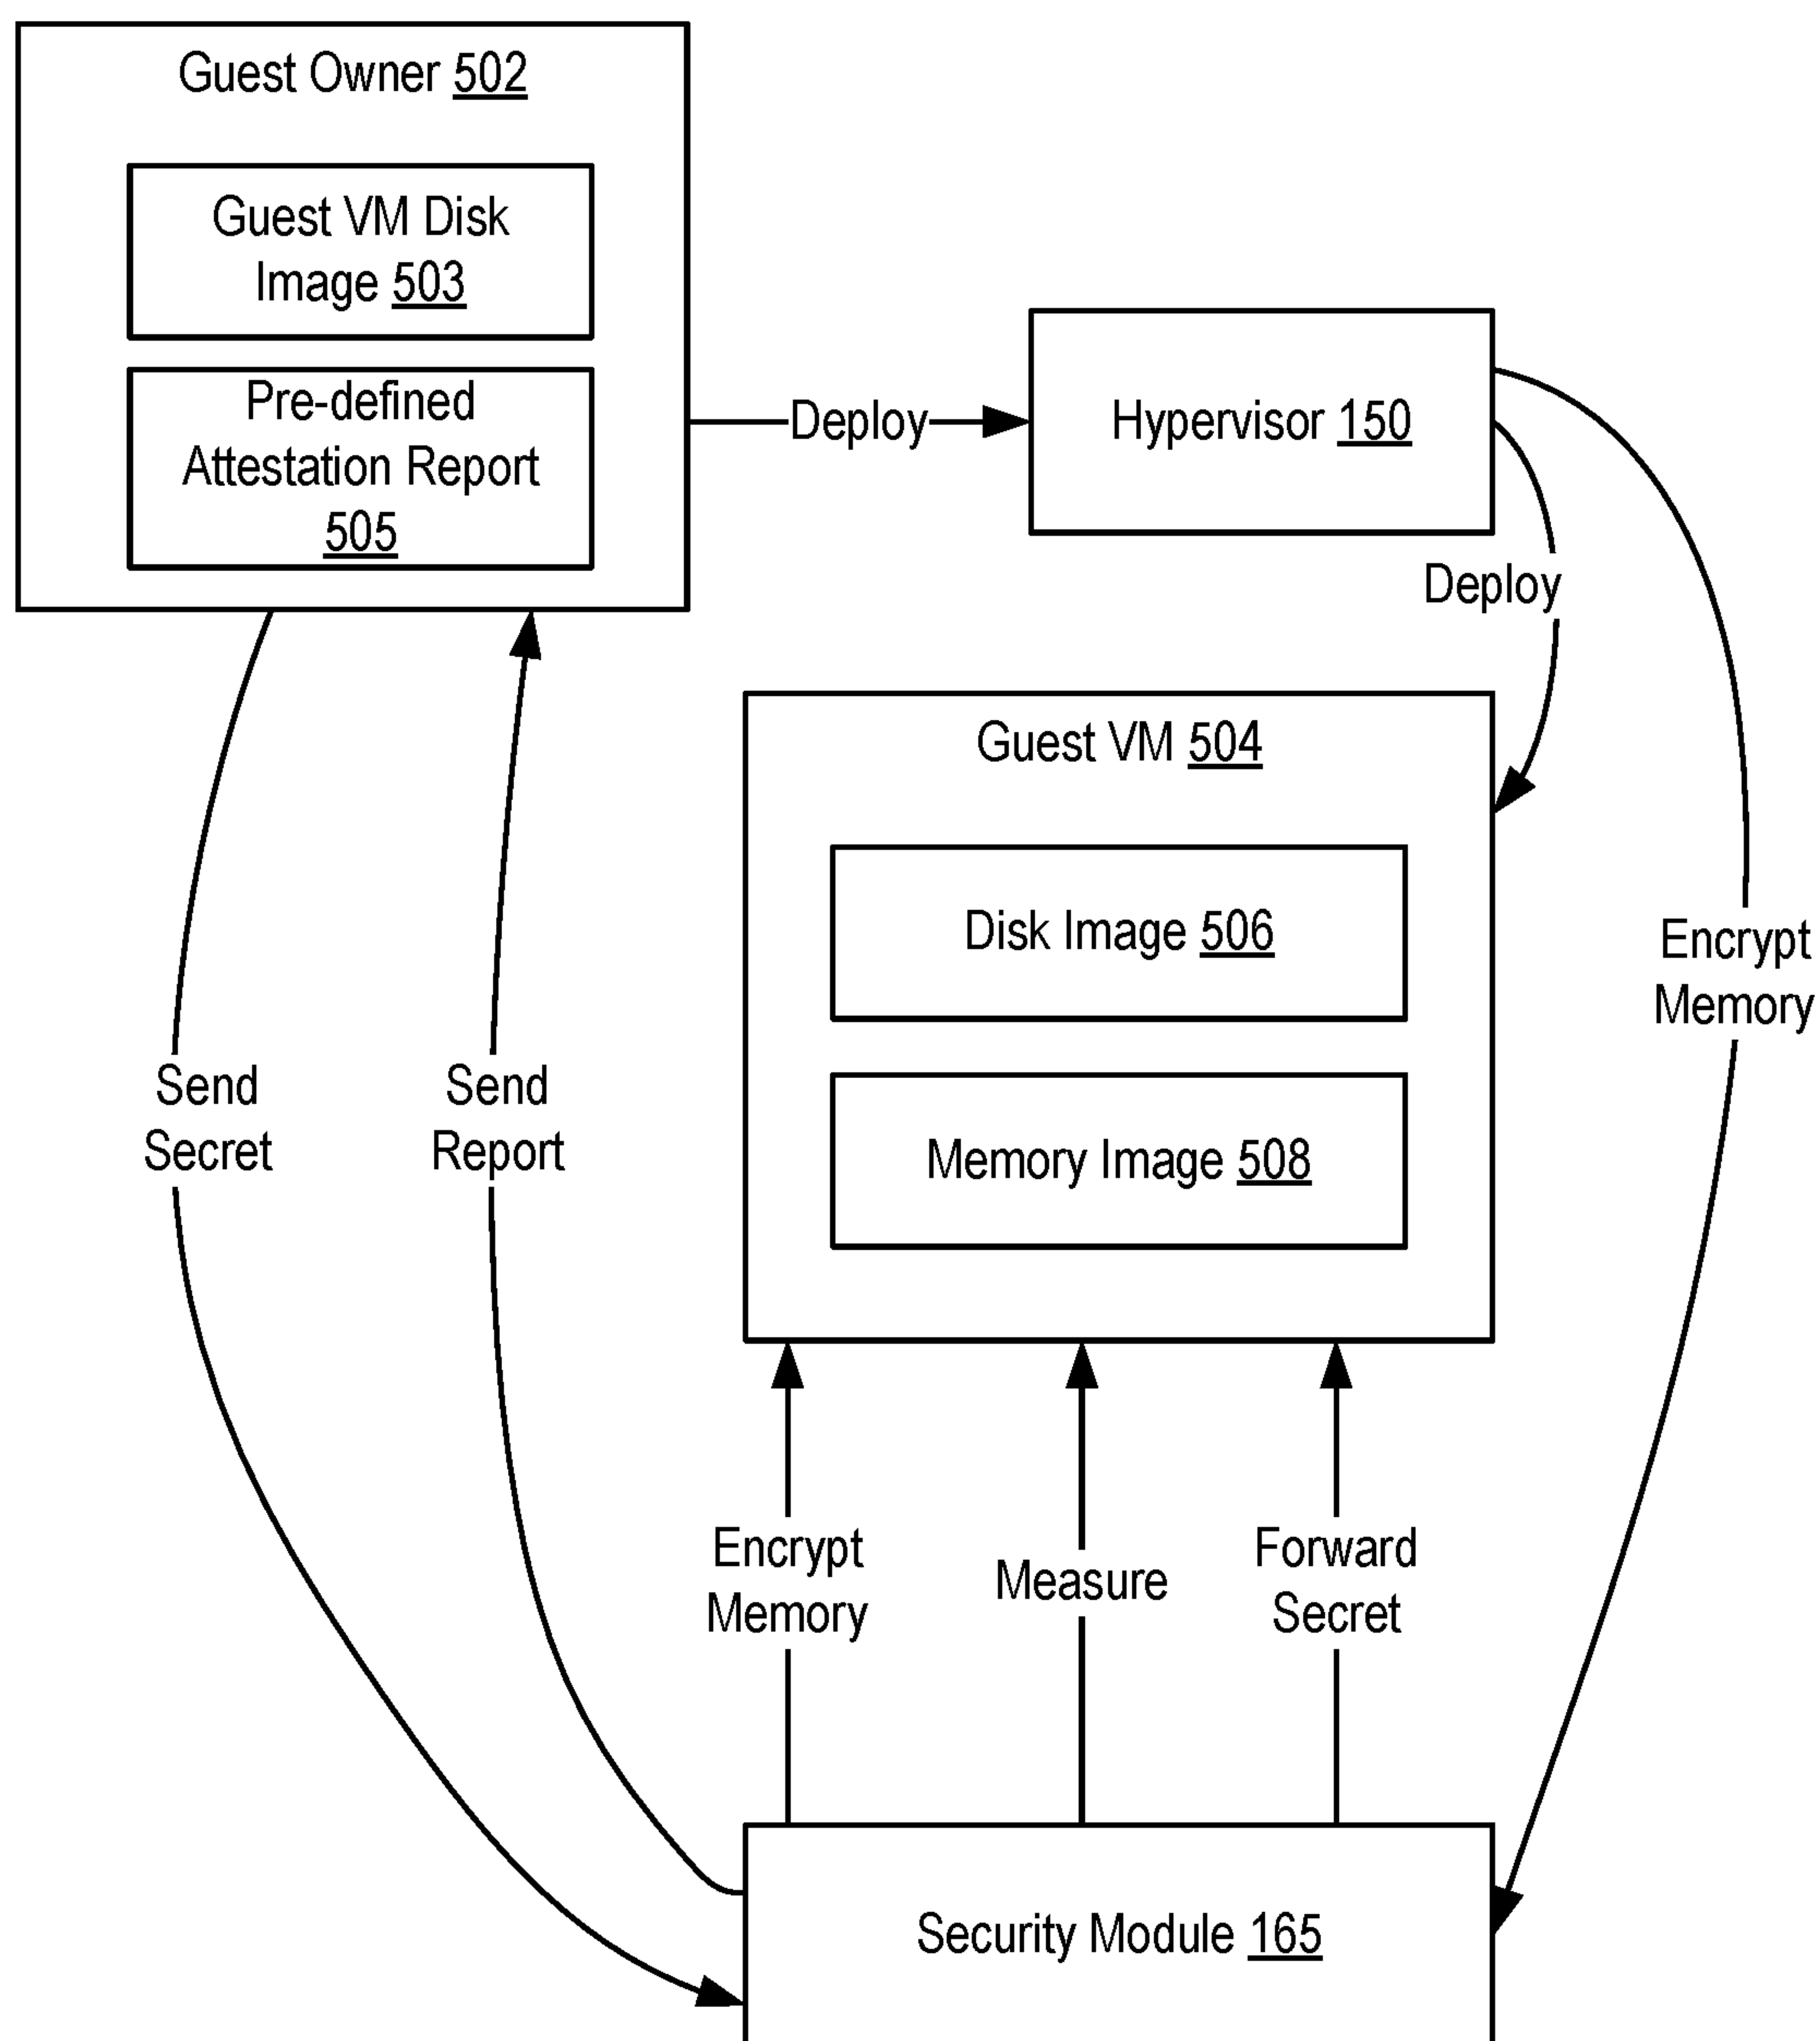 Guest Owner 502
Guest VM Disk
Image 503
Pre-defined
Attestation Report
505
Deploy
Hypervisor 150
Deploy
Guest VM 504
Disk Image 506
Encrypt
Memory
Memory Image 508
Send
Secret
Send
Report
Encrypt
Memory
Measure
Forward
Secret
Security Module 165